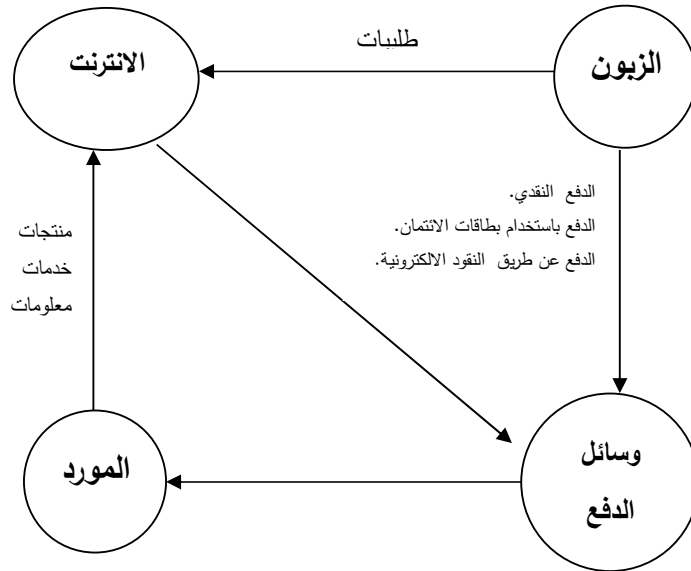 الزبون
طلبات
الانترنت
الدفع النقدي.
الدفع باستخدام بطاقات الائتمان.
الدفع عن طريق النقود الالكترونية.
منتجات
خدمات
معلومات
وسائل
الدفع
المورد